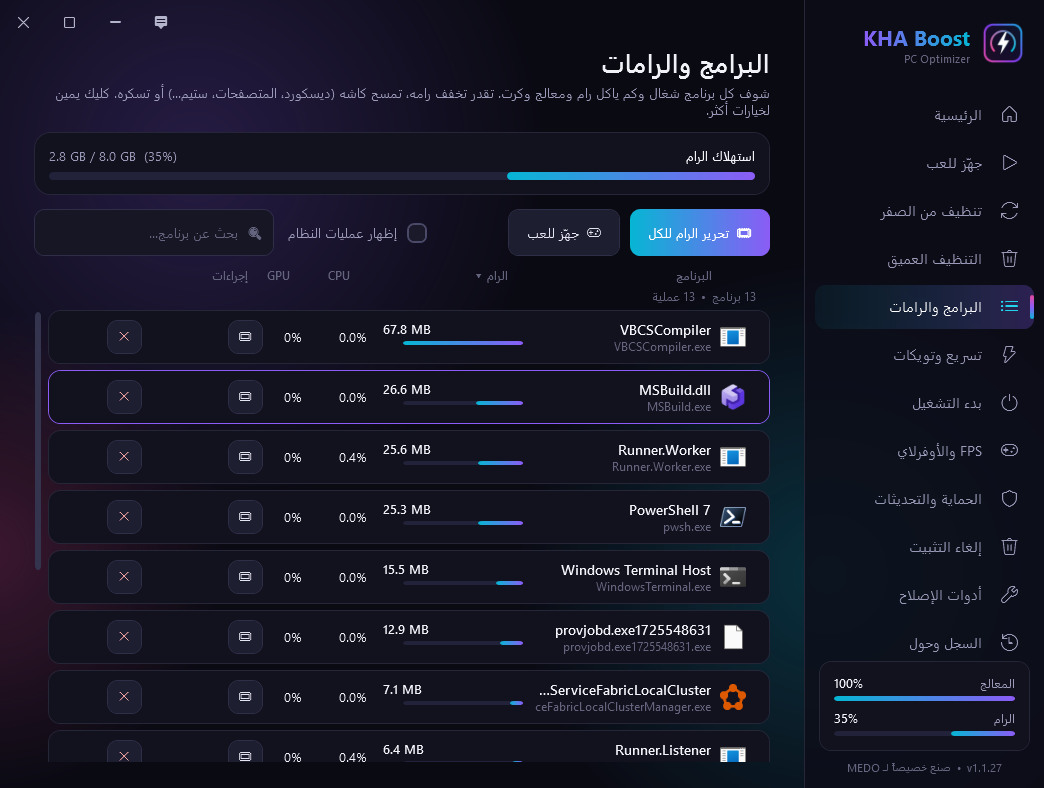 KHA Boost
PC Optimizer
الرئيسية
جهّز للعب
تنظيف من الصفر
التنظيف العميق
البرامج والرامات
تسريع وتويكات
بدء التشغيل
FPS والأوفرلاي
الحماية والتحديثات
إلغاء التثبيت
أدوات الإصلاح
السجل وحول
المعالج 100%
الرام 35%
v1.1.27 • صنع خصيصاً لـ MEDO
البرامج والرامات
شوف كل برنامج شغال وكم ياكل رام ومعالج وكرت. تقدر تخفف رامه، تمسح كاشه (ديسكورد، المتصفحات، ستيم...) أو تسكره. كليك يمين
لخيارات أكثر.
استهلاك الرام 2.8 GB / 8.0 GB (35%)
تحرير الرام للكل جهّز للعب إظهار عمليات النظام بحث عن برنامج...
البرنامج الرام ▾ CPU GPU إجراءات
13 برنامج • 13 عملية
VBCSCompiler 67.8 MB 0.0% 0%
VBCSCompiler.exe
MSBuild.dll 26.6 MB 0.0% 0%
MSBuild.exe
Runner.Worker 25.6 MB 0.4% 0%
Runner.Worker.exe
PowerShell 7 25.3 MB 0.0% 0%
pwsh.exe
Windows Terminal Host 15.5 MB 0.0% 0%
WindowsTerminal.exe
provjobd.exe1725548631 12.9 MB 0.0% 0%
provjobd.exe1725548631.exe
...ServiceFabricLocalCluster 7.1 MB 0.0% 0%
ceFabricLocalClusterManager.exe
Runner.Listener 6.4 MB 0.4% 0%